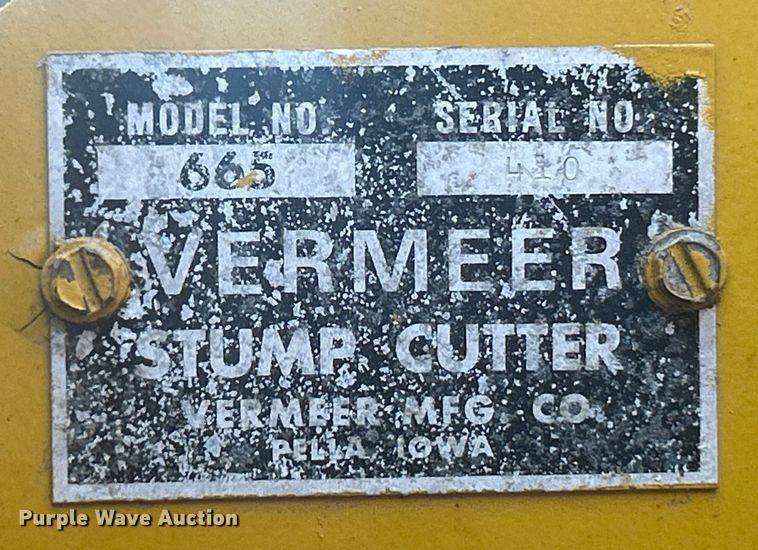 MODEL NO. SERIAL NO.
665 410
VERMEER
STUMP CUTTER
VERMEER MFG CO.
PELLA IOWA
Purple Wave Auction